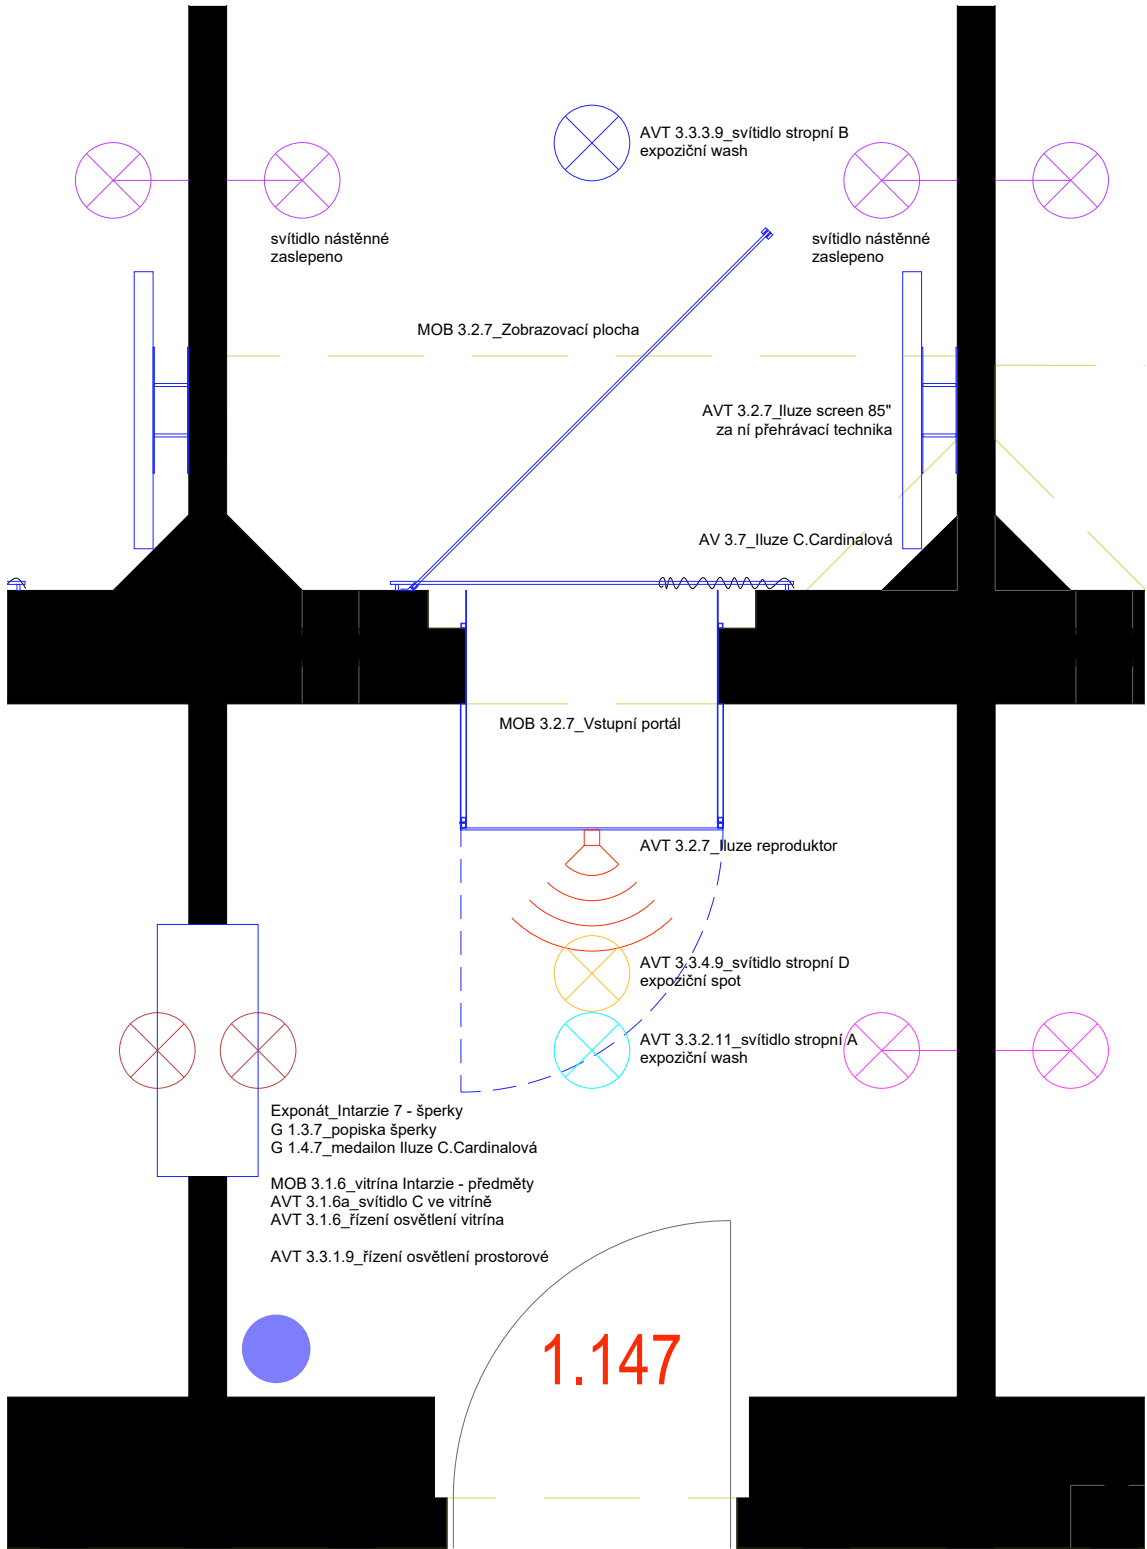 AVT 3.3.3.9_svítidlo stropní B
expoziční wash
svítidlo nástěnné
zaslepeno
svítidlo nástěnné
zaslepeno
MOB 3.2.7_Zobrazovací plocha
AVT 3.2.7_Iluze screen 85"
za ní přehrávací technika
AV 3.7_Iluze C.Cardinalová
MOB 3.2.7_Vstupní portál
AVT 3.2.7_Iluze reproduktor
AVT 3.3.4.9_svítidlo stropní D
expoziční spot
AVT 3.3.2.11_svítidlo stropní A
expoziční wash
Exponát_Intarzie 7 - šperky
G 1.3.7_popiska šperky
G 1.4.7_medailon Iluze C.Cardinalová
MOB 3.1.6_vitrína Intarzie - předměty
AVT 3.1.6a_svítidlo C ve vitríně
AVT 3.1.6_řízení osvětlení vitrína
AVT 3.3.1.9_řízení osvětlení prostorové
1.147